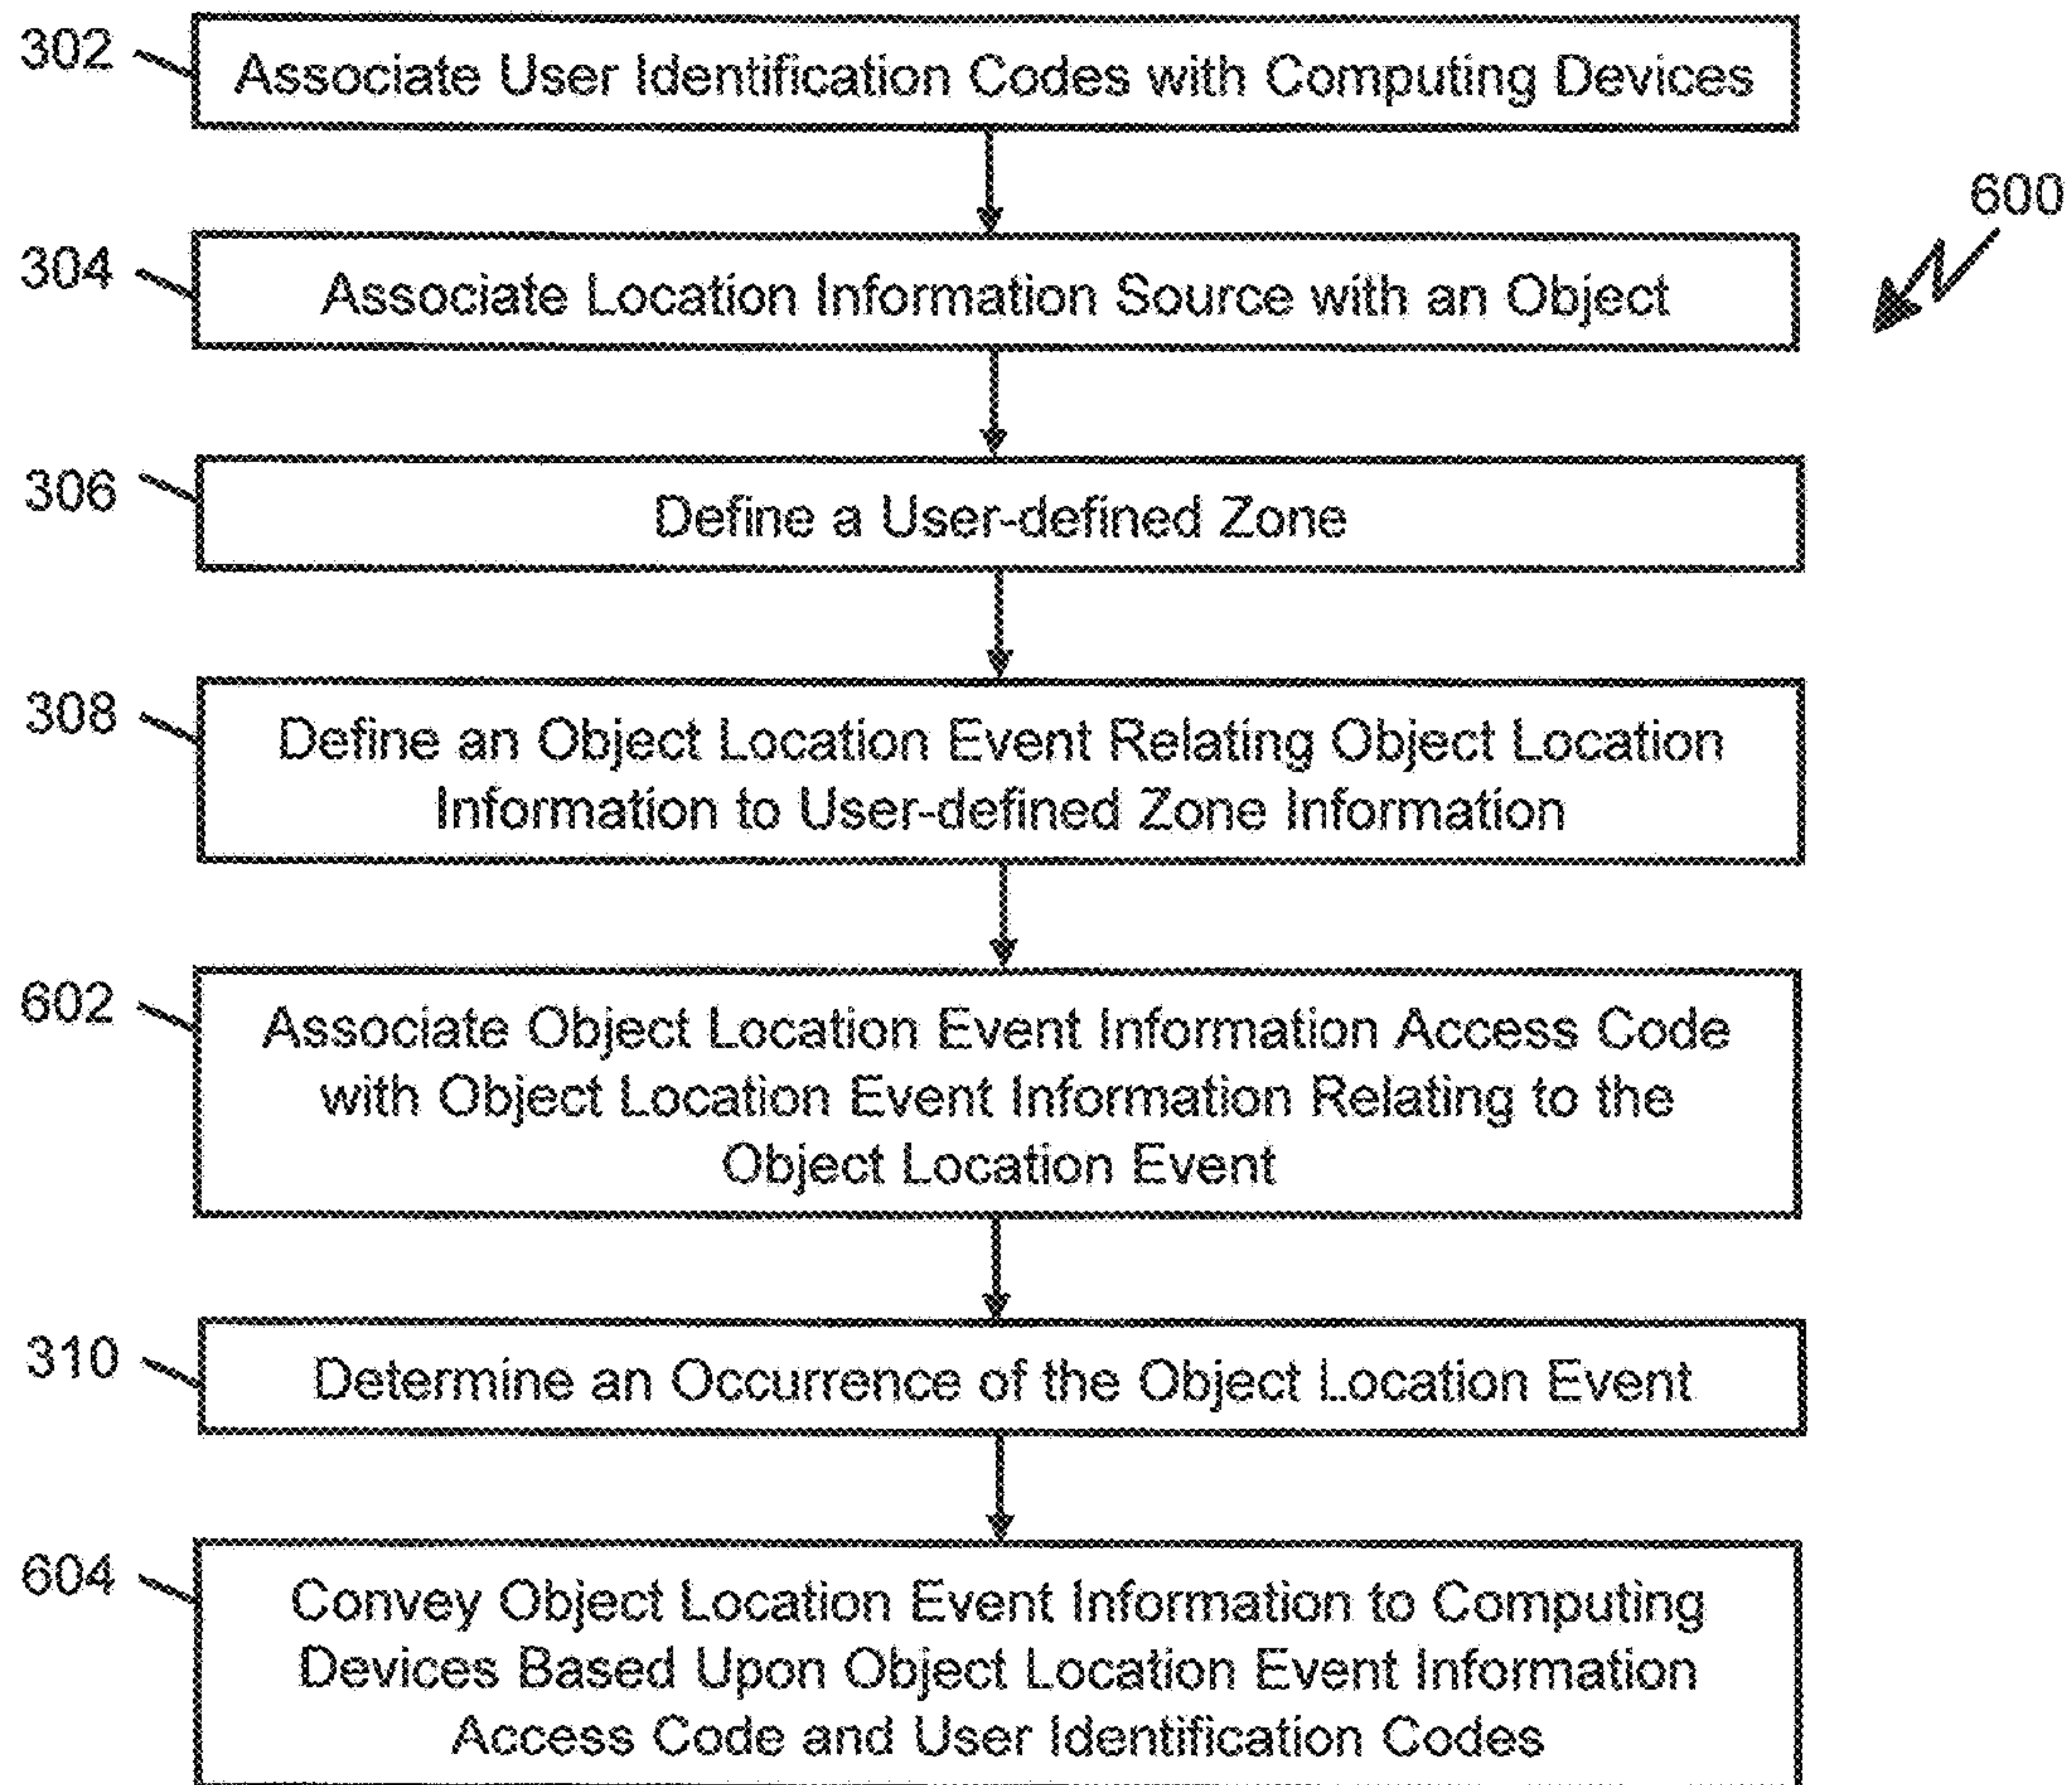 302
Associate User Identification Codes with Computing Devices
600
304
Associate Location Information Source with an Object
306
Define a User-defined Zone
308
Define an Object Location Event Relating Object Location
Information to User-defined Zone Information
602
Associate Object Location Event Information Access Code
with Object Location Event Information Relating to the
Object Location Event
310
Determine an Occurrence of the Object Location Event
604
Convey Object Location Event Information to Computing
Devices Based Upon Object Location Event Information
Access Code and User Identification Codes